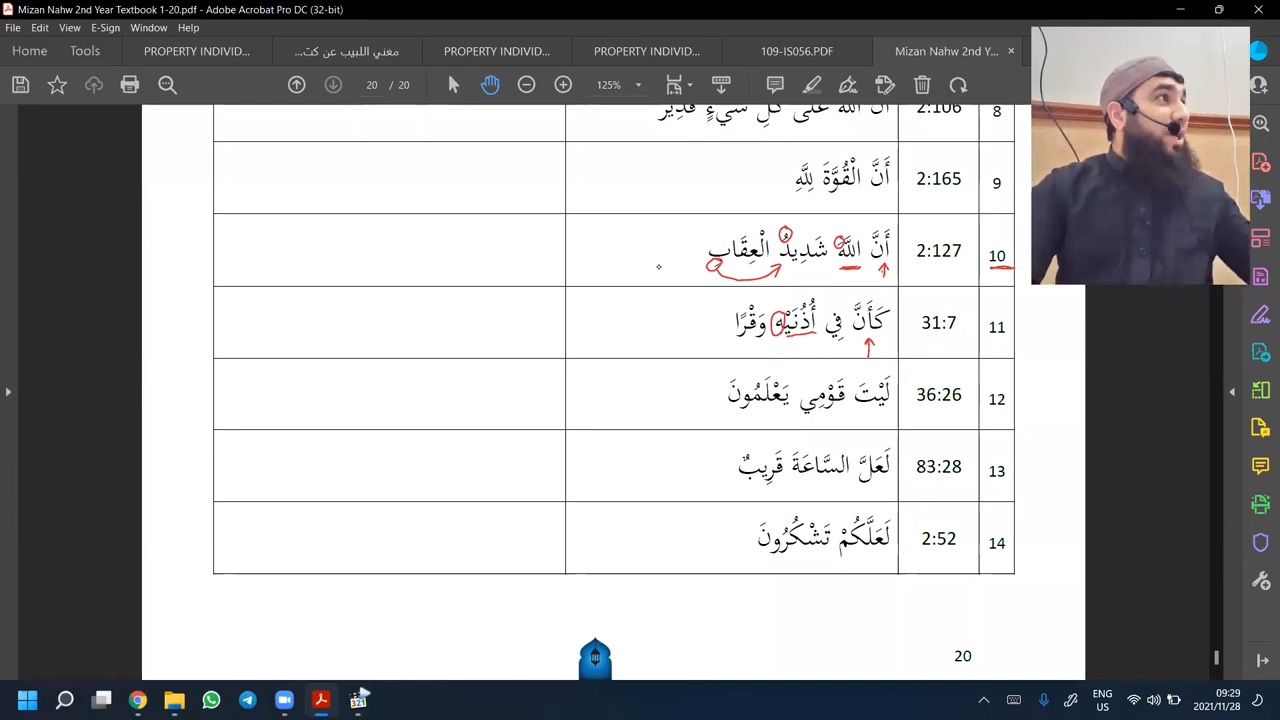 Mizan Nahw 2nd Year Textbook 1-20.pdf - Adobe Acrobat Pro DC (32-bit)
File Edit View E-Sign Window Help
Home Tools PROPERTY INDIVID... مغني اللبيب عن كت... PROPERTY INDIVID... PROPERTY INDIVID... 109-IS056.PDF Mizan Nahw 2nd Ye... ×
20 / 20 125%
8 2:106 أَنَّ اللهَ عَلَى كُلِّ شَيْءٍ قَدِيْر
9 2:165 أَنَّ الْقُوَّةَ لِلَّهِ
10 2:127 أَنَّ اللَّهَ شَدِيدُ الْعِقَابِ
11 31:7 كَأَنَّ فِي أُذُنَيْهِ وَقْرًا
12 36:26 لَيْتَ قَوْمِي يَعْلَمُونَ
13 83:28 لَعَلَّ السَّاعَةَ قَرِيبٌ
14 2:52 لَعَلَّكُمْ تَشْكُرُونَ
20
321
ENG
US
09:29
2021/11/28